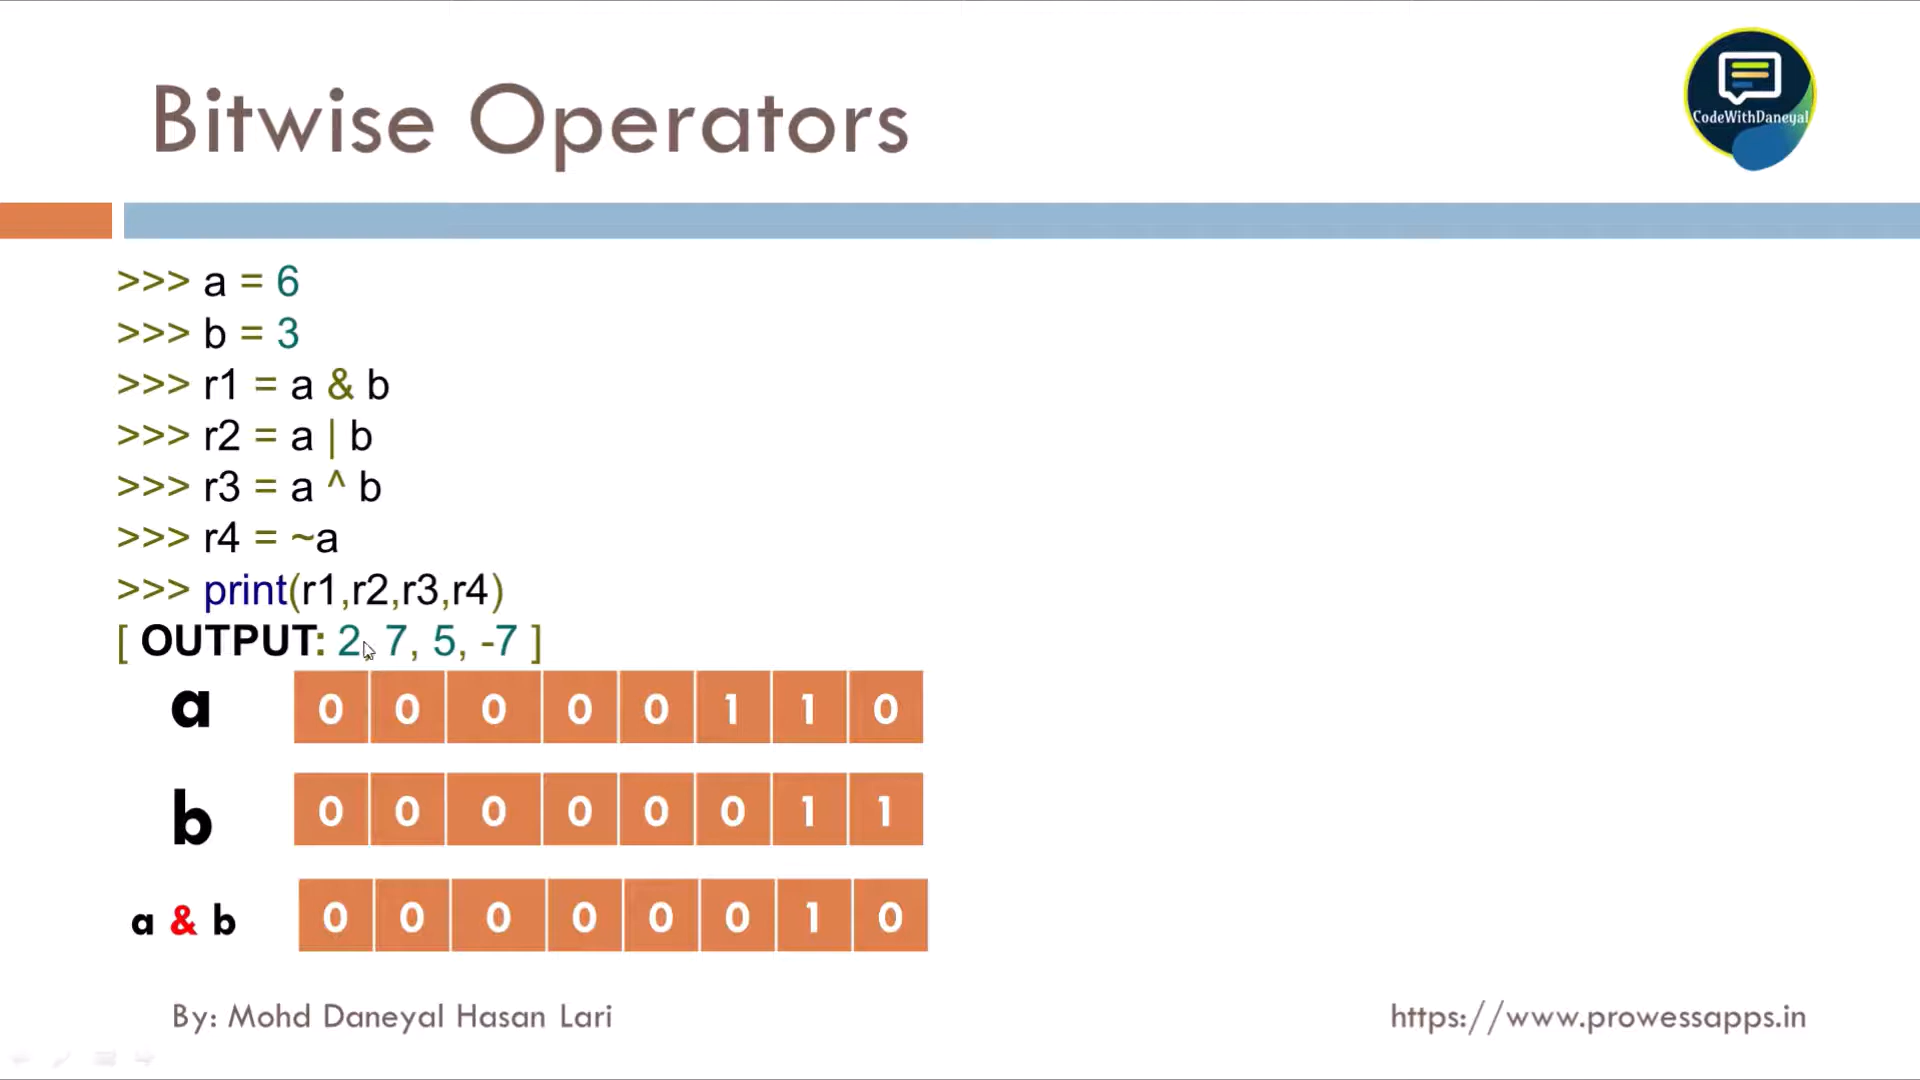 Bitwise Operators
CodeWithDaneyal
>>> a = 6
>>> b = 3
>>> r1 = a & b
>>> r2 = a | b
>>> r3 = a ^ b
>>> r4 = ~a
>>> print(r1,r2,r3,r4)
[ OUTPUT: 2, 7, 5, -7 ]
a 0 0 0 0 0 1 1 0
b 0 0 0 0 0 0 1 1
a & b 0 0 0 0 0 0 1 0
By: Mohd Daneyal Hasan Lari
https://www.prowessapps.in